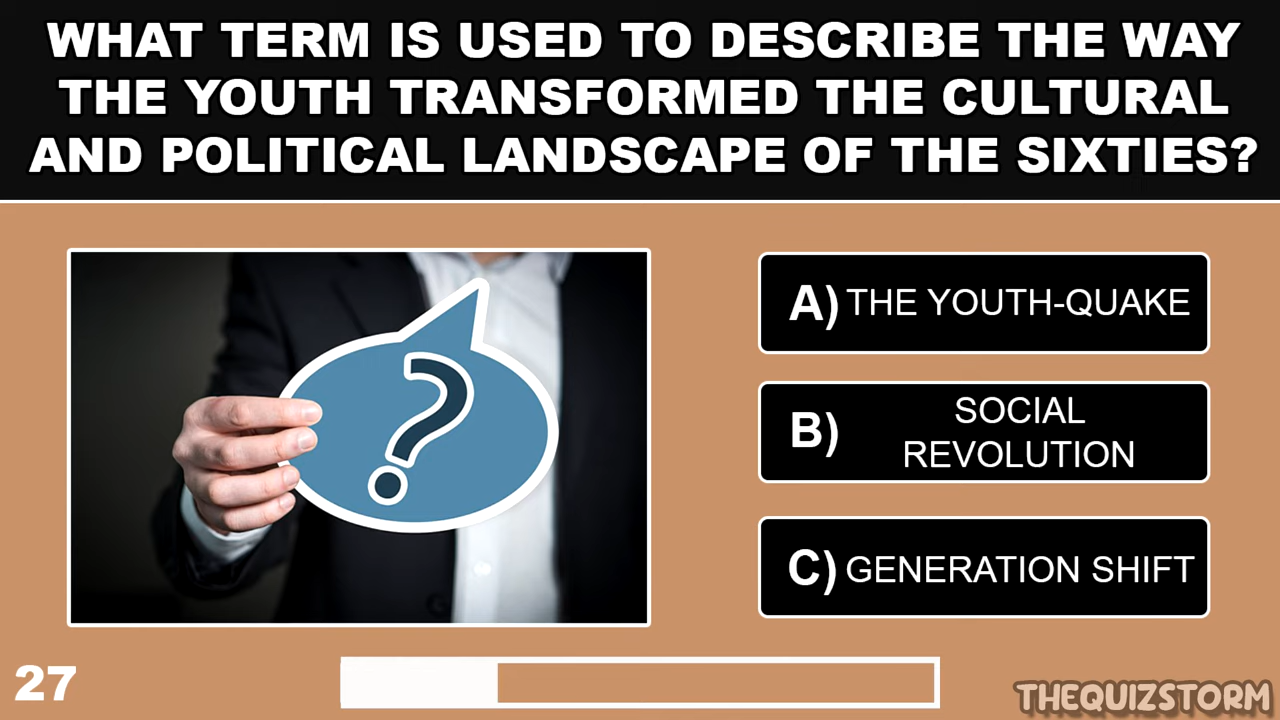 WHAT TERM IS USED TO DESCRIBE THE WAY
THE YOUTH TRANSFORMED THE CULTURAL
AND POLITICAL LANDSCAPE OF THE SIXTIES?
?
A) THE YOUTH-QUAKE
B) SOCIAL
REVOLUTION
C) GENERATION SHIFT
27
THEQUIZSTORM